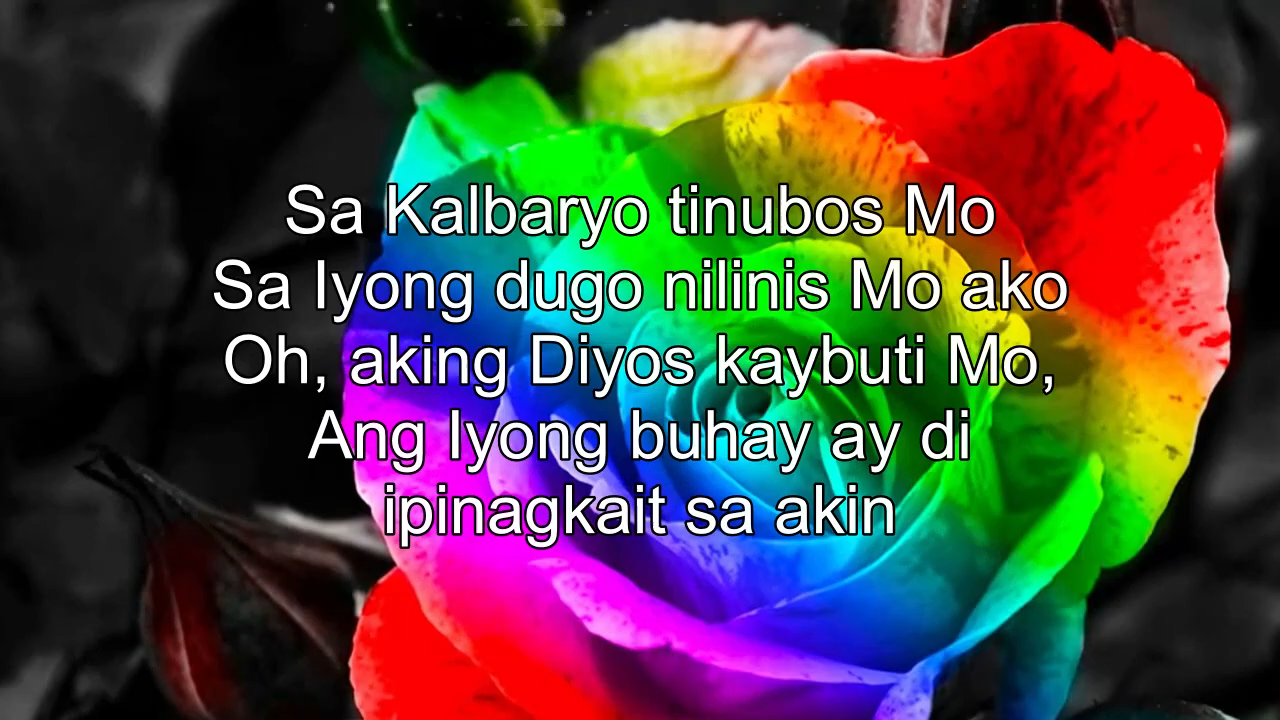 Sa Kalbaryo tinubos Mo
Sa Iyong dugo nilinis Mo ako
Oh, aking Diyos kaybuti Mo,
Ang Iyong buhay ay di
ipinagkait sa akin